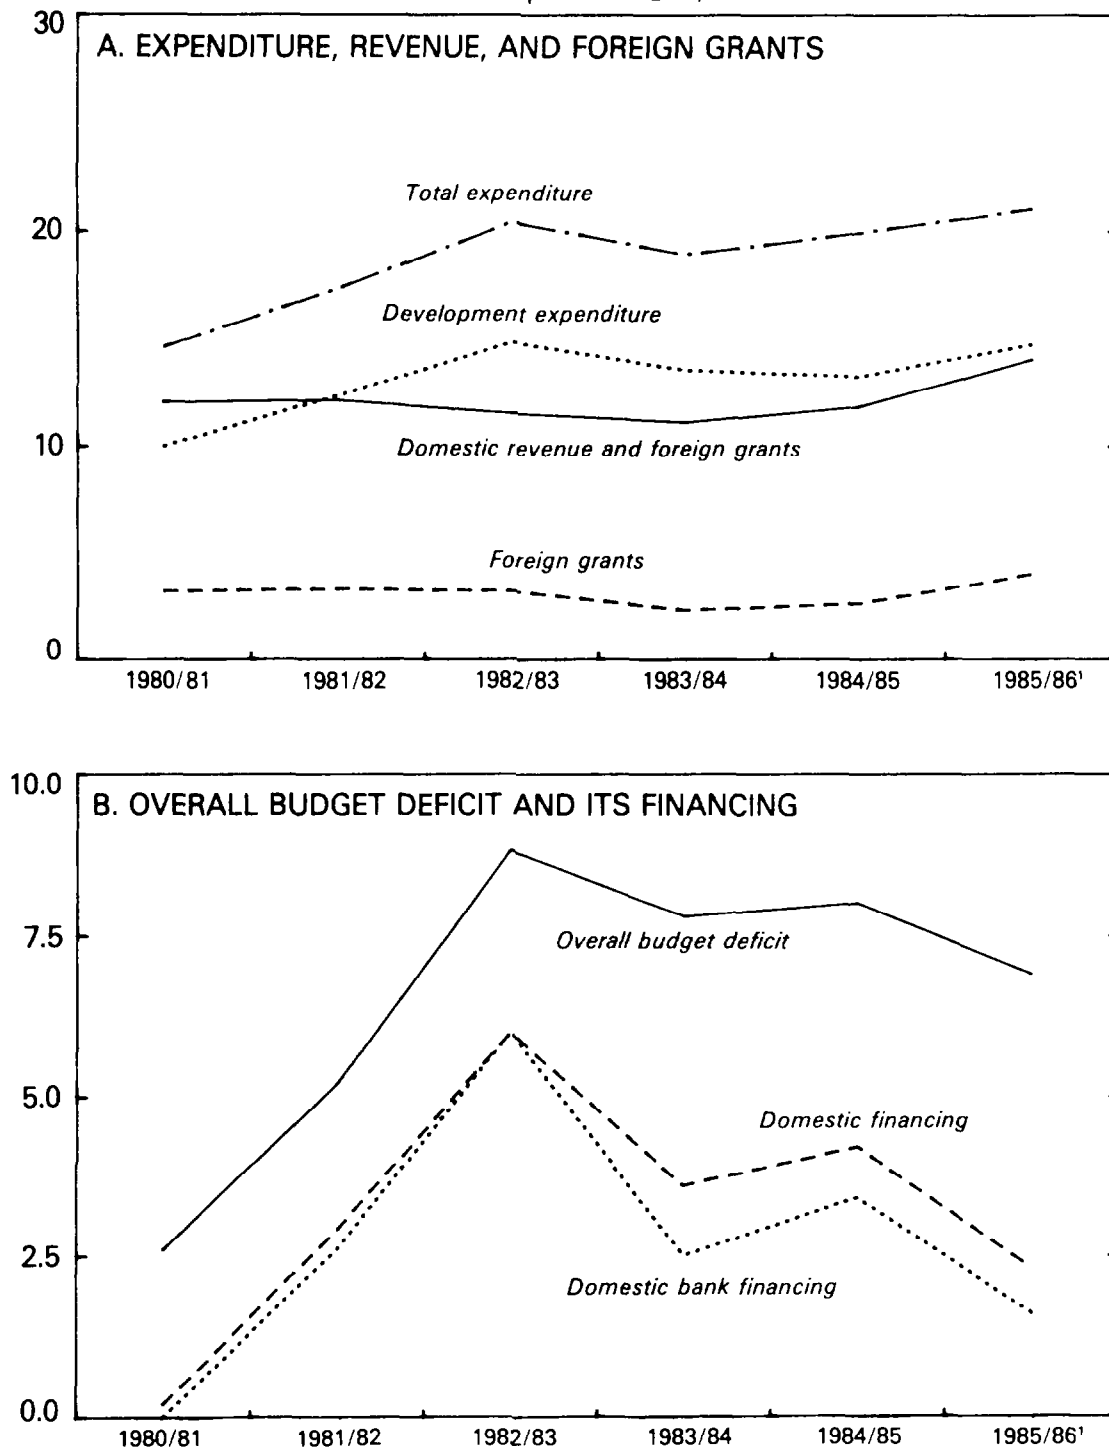 30
A. EXPENDITURE, REVENUE, AND FOREIGN GRANTS
Total expenditure
20
Development expenditure
10
Domestic revenue and foreign grants
Foreign grants
0
1980/81 1981/82 1982/83 1983/84 1984/85 1985/86¹
10.0
B. OVERALL BUDGET DEFICIT AND ITS FINANCING
7.5
Overall budget deficit
5.0
Domestic financing
2.5
Domestic bank financing
0.0
1980/81 1981/82 1982/83 1983/84 1984/85 1985/86¹